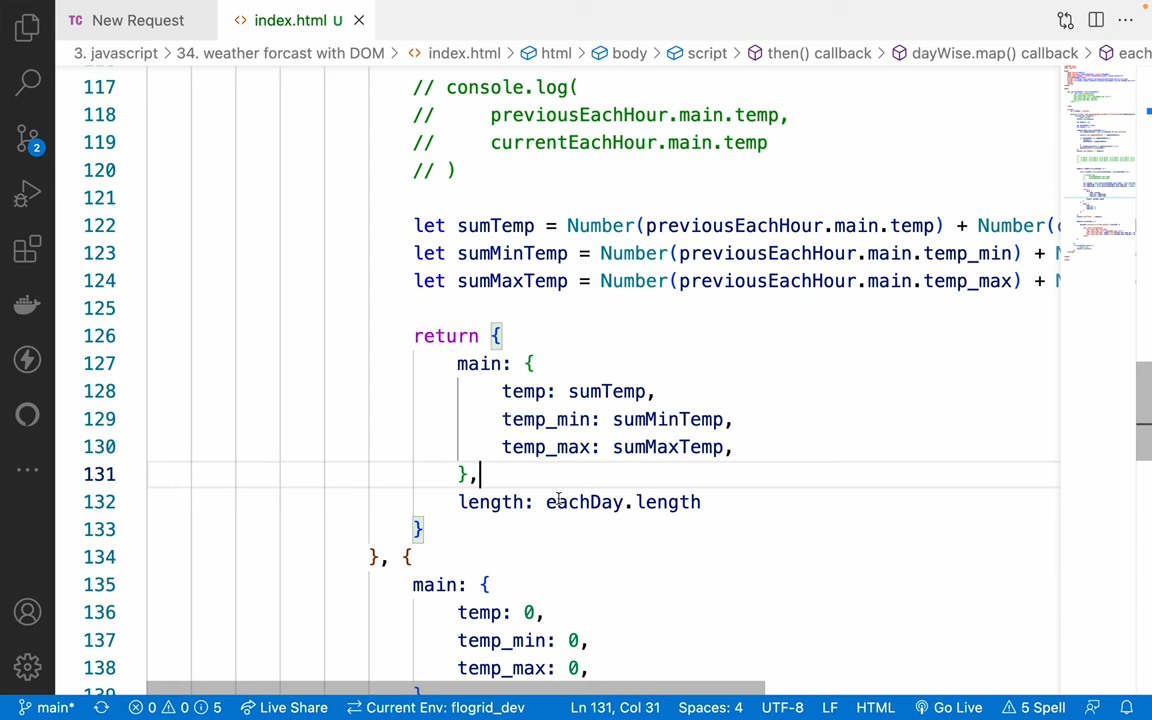 TC New Request
<> index.html U ×
3. javascript > 34. weather forcast with DOM > <> index.html > html > body > script > then() callback > dayWise.map() callback > each
117 // console.log(
118 //     previousEachHour.main.temp,
119 //     currentEachHour.main.temp
120 // )
121
122 let sumTemp = Number(previousEachHour.main.temp) + Number(
123 let sumMinTemp = Number(previousEachHour.main.temp_min) +
124 let sumMaxTemp = Number(previousEachHour.main.temp_max) +
125
126 return {
127 main: {
128 temp: sumTemp,
129 temp_min: sumMinTemp,
130 temp_max: sumMaxTemp,
131 },
132 length: eachDay.length
133 }
134 }, {
135 main: {
136 temp: 0,
137 temp_min: 0,
138 temp_max: 0,
2
main* 0 0 5 Live Share Current Env: flogrid_dev Ln 131, Col 31 Spaces: 4 UTF-8 LF HTML Go Live 5 Spell